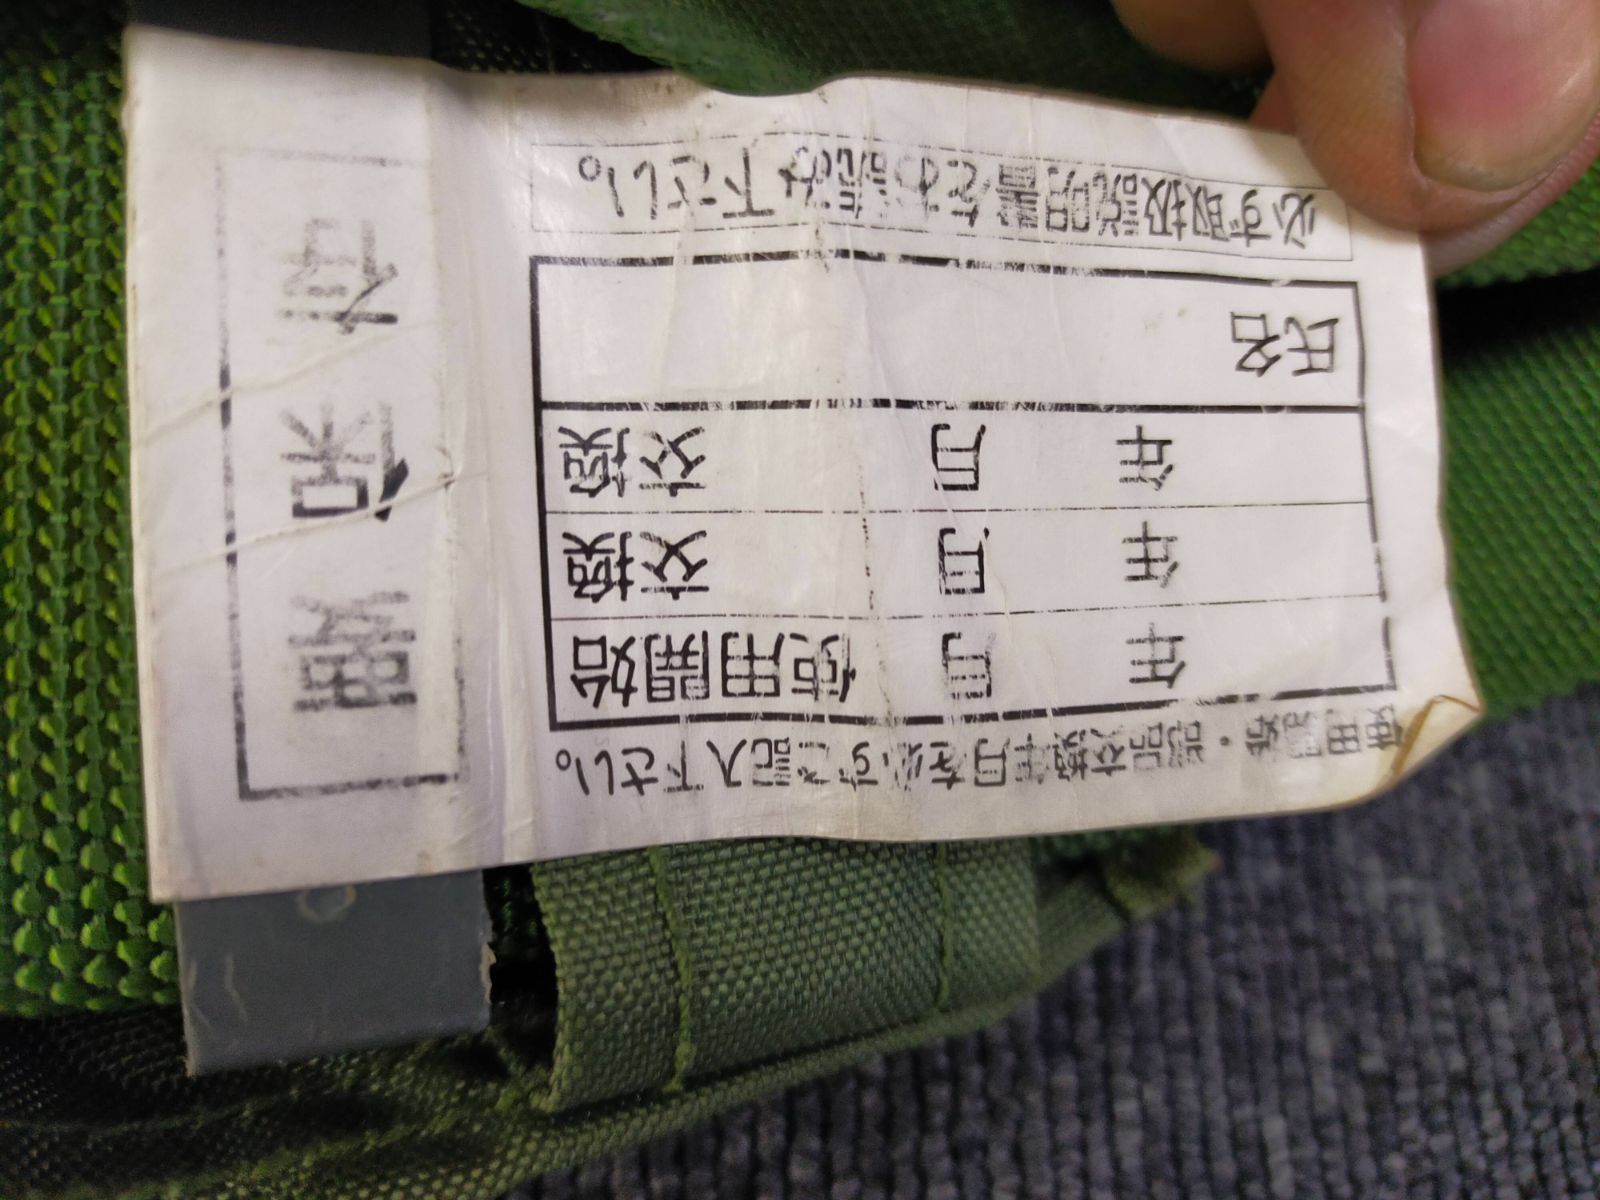 使用開始・部品交換年月を必ずご記入下さい。
年 月 使用開始
年 月 交換
年 月 交換
氏名
必ず取扱説明書をお読み下さい。